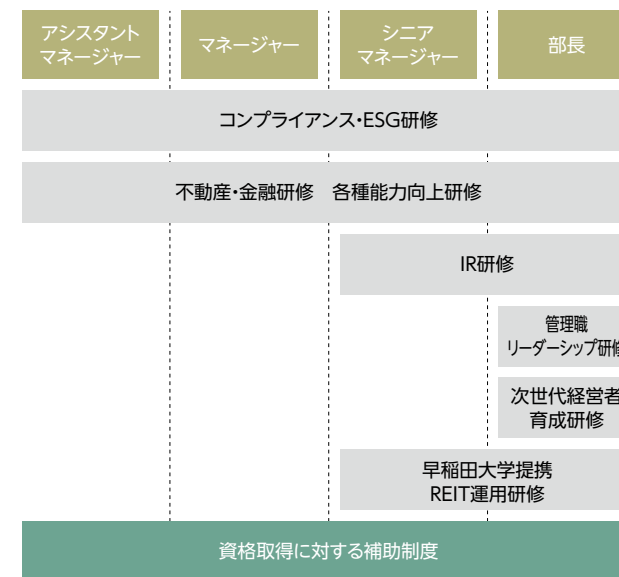 アシスタント
マネージャー
マネージャー
シニア
マネージャー
部長
コンプライアンス・ESG研修
不動産・金融研修　各種能力向上研修
IR研修
管理職
リーダーシップ研修
次世代経営者
育成研修
早稲田大学提携
REIT運用研修
資格取得に対する補助制度